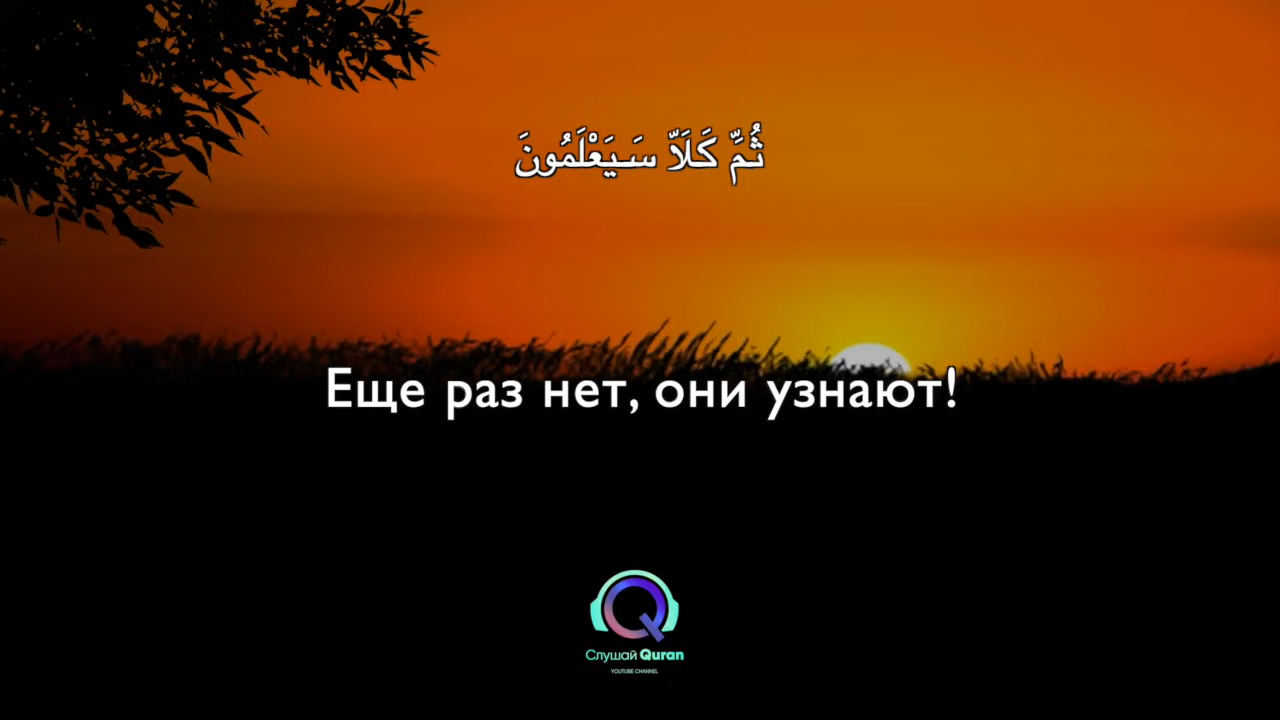 ثُمَّ كَلَاّ سَيَعْلَمُونَ
Еще раз нет, они узнают!
Слушай Quran
YOUTUBE CHANNEL